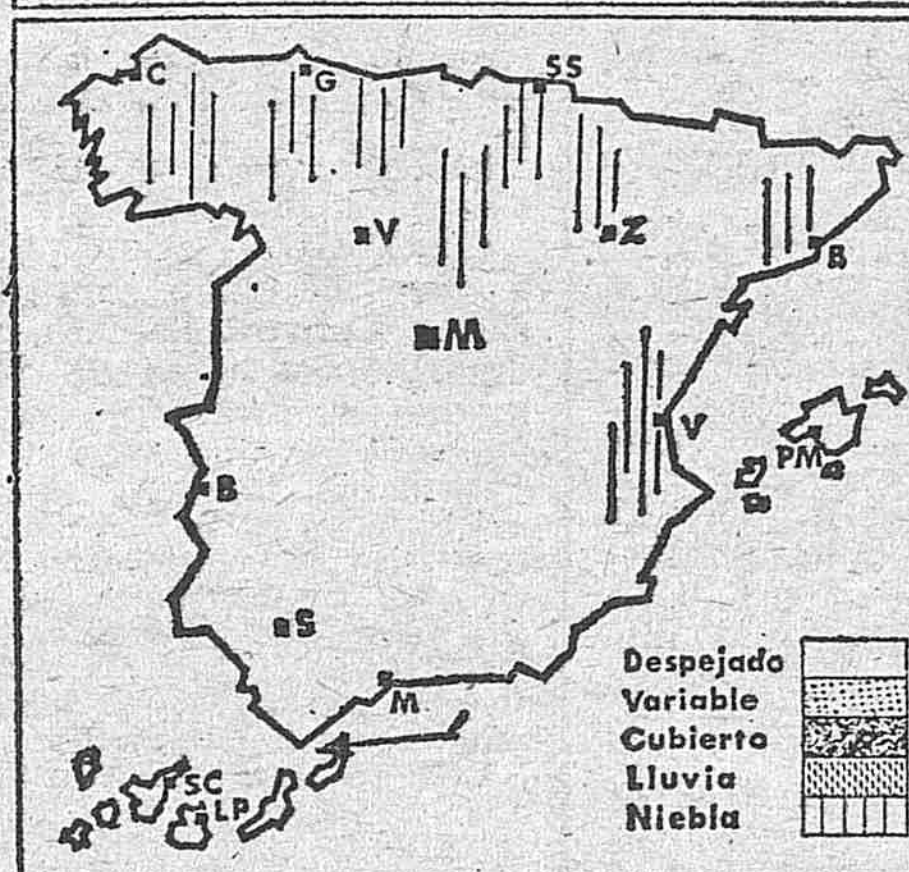 C
G
SS
V
Z
B
M
V
PM
B
S
M
SC
LP
Despejado
Variable
Cubierto
Lluvia
Niebla